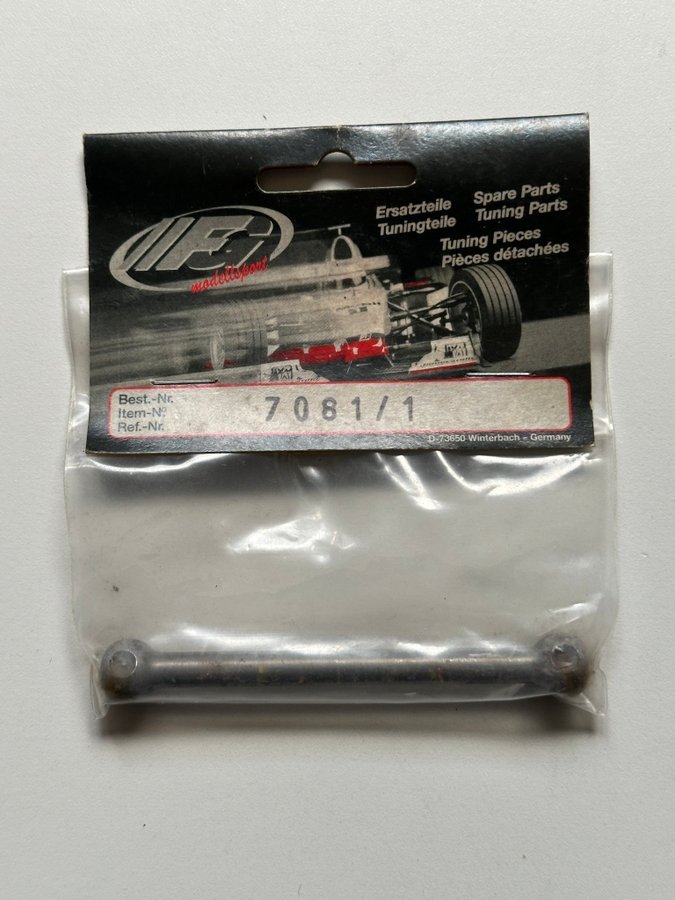 FG
modellsport
Ersatzteile
Tuningteile
Spare Parts
Tuning Parts
Tuning Pieces
Pièces détachées
Best.-Nr.
Item-N°
Ref.-Nr.
7081/1
D-73650 Winterbach – Germany